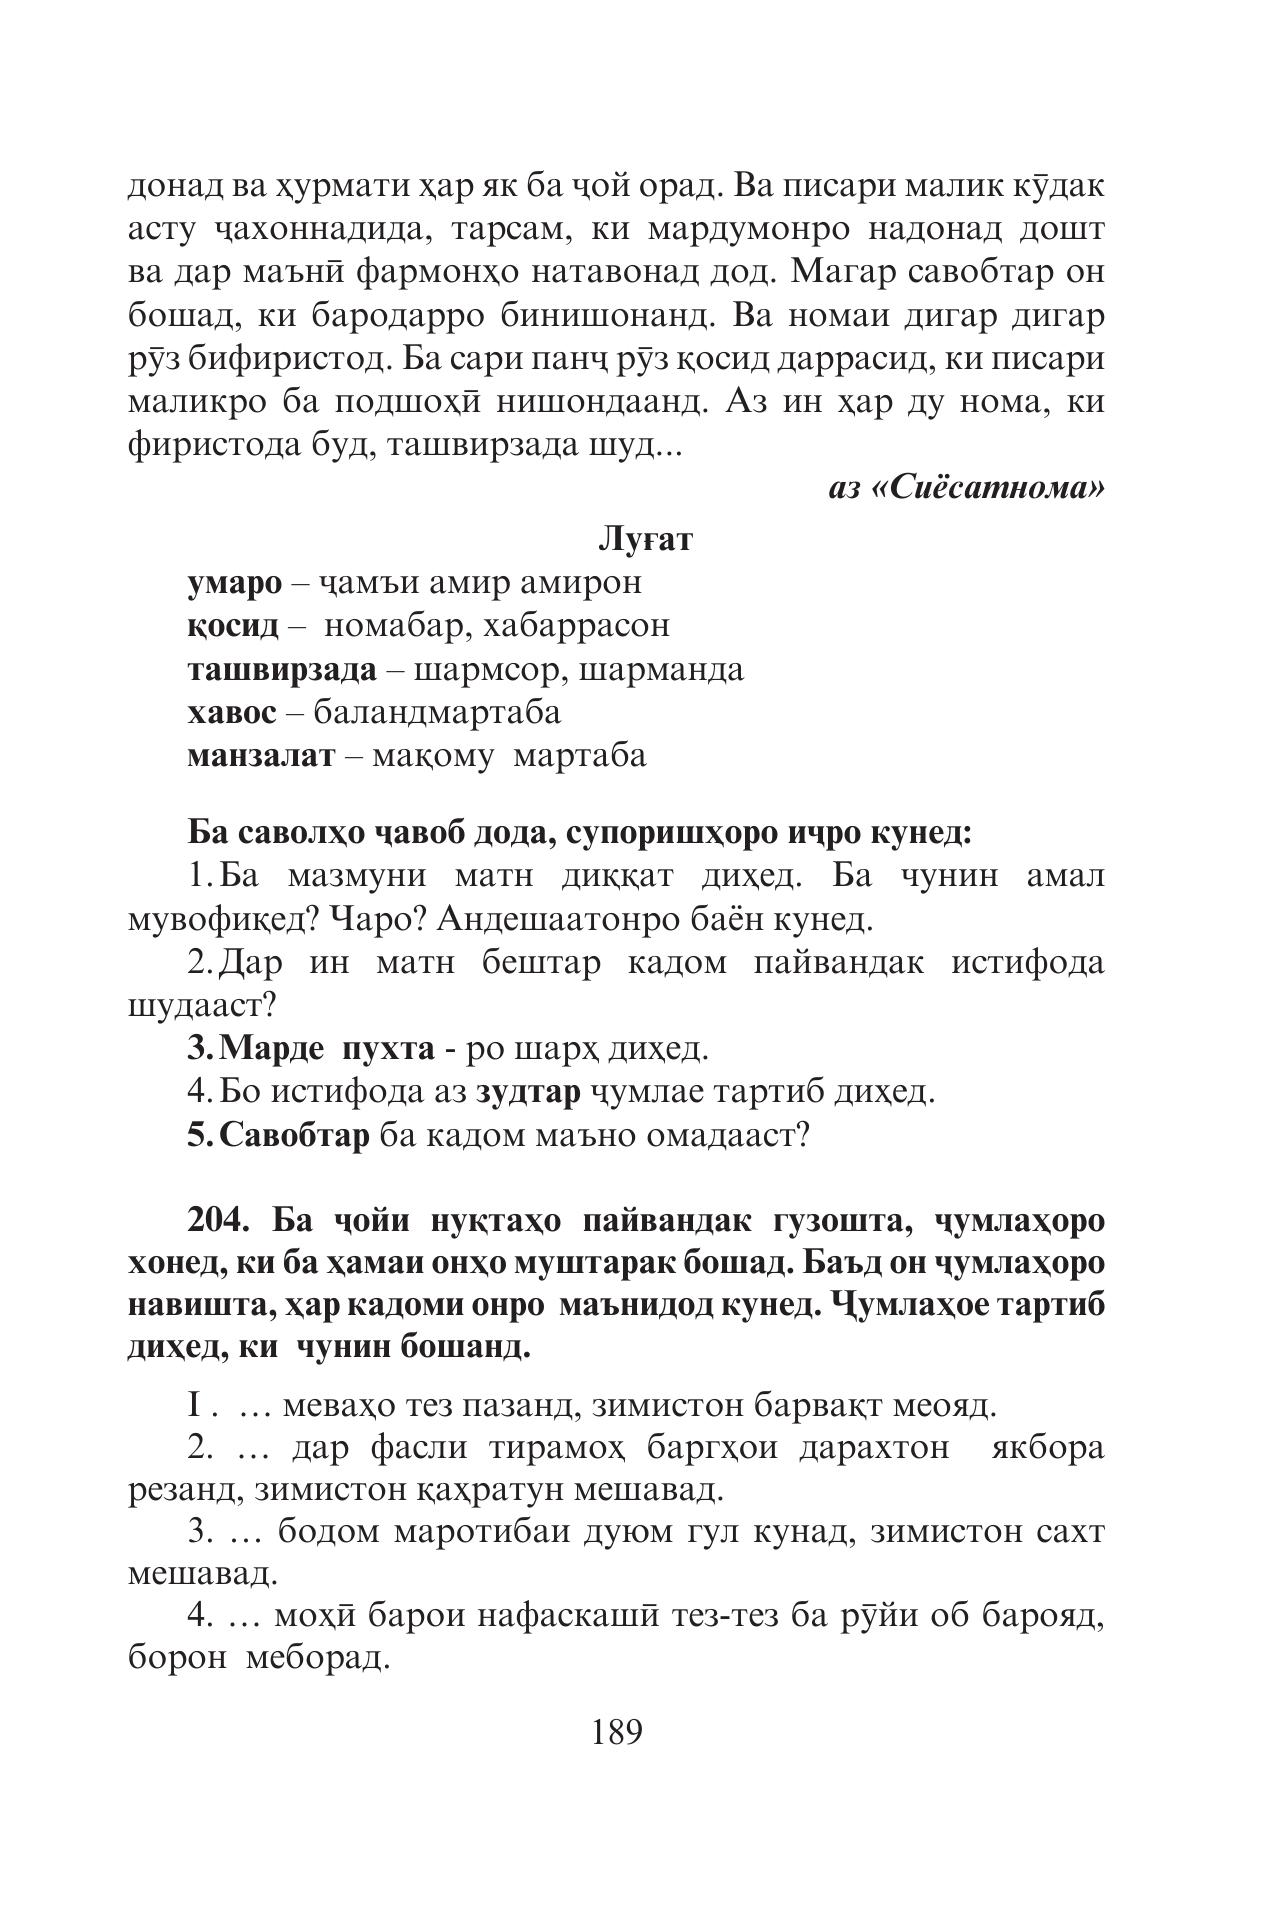 донад ва ҳурмати ҳар як ба ҷой орад. Ва писари малик кӯдак
асту ҷахоннадида, тарсам, ки мардумонро надонад дошт
ва дар маънӣ фармонҳо натавонад дод. Магар савобтар он
бошад, ки бародарро бинишонанд. Ва номаи дигар дигар
рӯз бифиристод. Ба сари панҷ рӯз қосид даррасид, ки писари
маликро ба подшоҳӣ нишондаанд. Аз ин ҳар ду нома, ки
фиристода буд, ташвирзада шуд...
аз «Сиёсатнома»
Луғат
умаро – ҷамъи амир амирон
қосид – номабар, хабаррасон
ташвирзада – шармсор, шарманда
хавос – баландмартаба
манзалат – мақому мартаба
Ба саволҳо ҷавоб дода, супоришҳоро иҷро кунед:
1. Ба мазмуни матн диққат диҳед. Ба чунин амал
мувофиқед? Чаро? Андешаатонро баён кунед.
2. Дар ин матн бештар кадом пайвандак истифода
шудааст?
3. Марде пухта - ро шарҳ диҳед.
4. Бо истифода аз зудтар ҷумлае тартиб диҳед.
5. Савобтар ба кадом маъно омадааст?
204. Ба ҷойи нуқтаҳо пайвандак гузошта, ҷумлаҳоро
хонед, ки ба ҳамаи онҳо муштарак бошад. Баъд он ҷумлаҳоро
навишта, ҳар кадоми онро маънидод кунед. Ҷумлаҳое тартиб
диҳед, ки чунин бошанд.
I . … меваҳо тез пазанд, зимистон барвақт меояд.
2. … дар фасли тирамоҳ баргҳои дарахтон якбора
резанд, зимистон қаҳратун мешавад.
3. … бодом маротибаи дуюм гул кунад, зимистон сахт
мешавад.
4. … моҳӣ барои нафаскашӣ тез-тез ба рӯйи об барояд,
борон меборад.
189